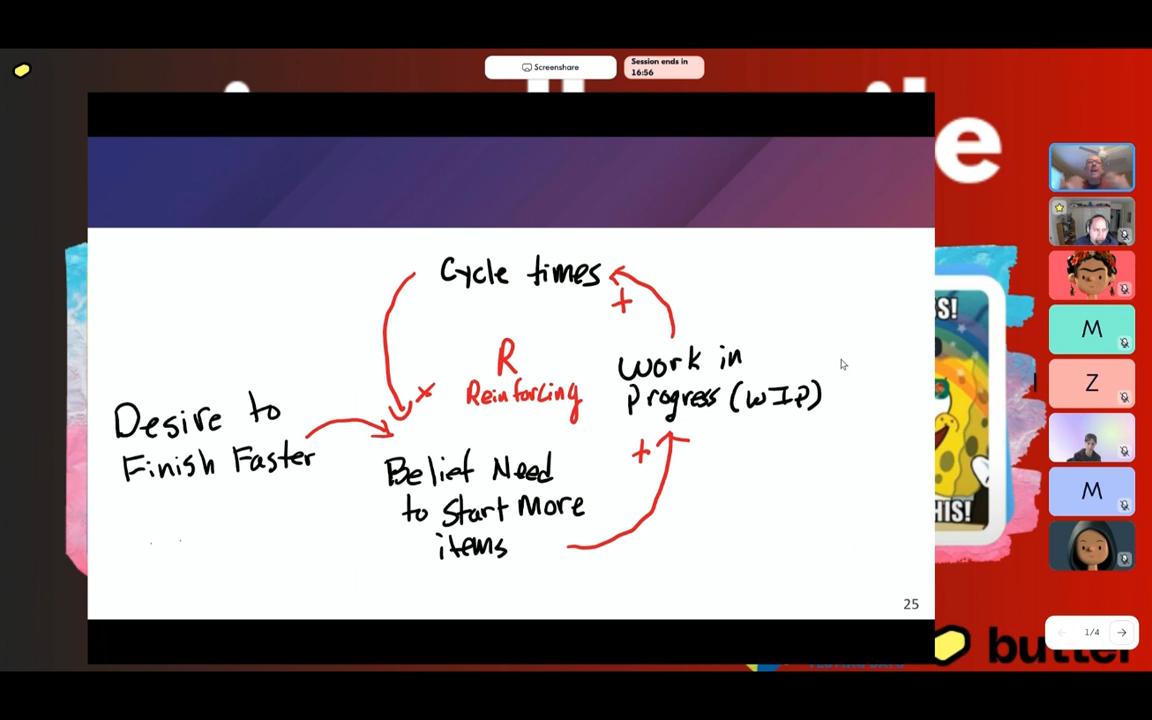 Screenshare
Session ends in
16:56
e
Cycle times
+
R
Reinforcing
+
Work in
Progress (WIP)
+
Desire to
Finish Faster
Belief Need
to Start More
items
25
S!
HIS!
M
Z
M
1/4
butter